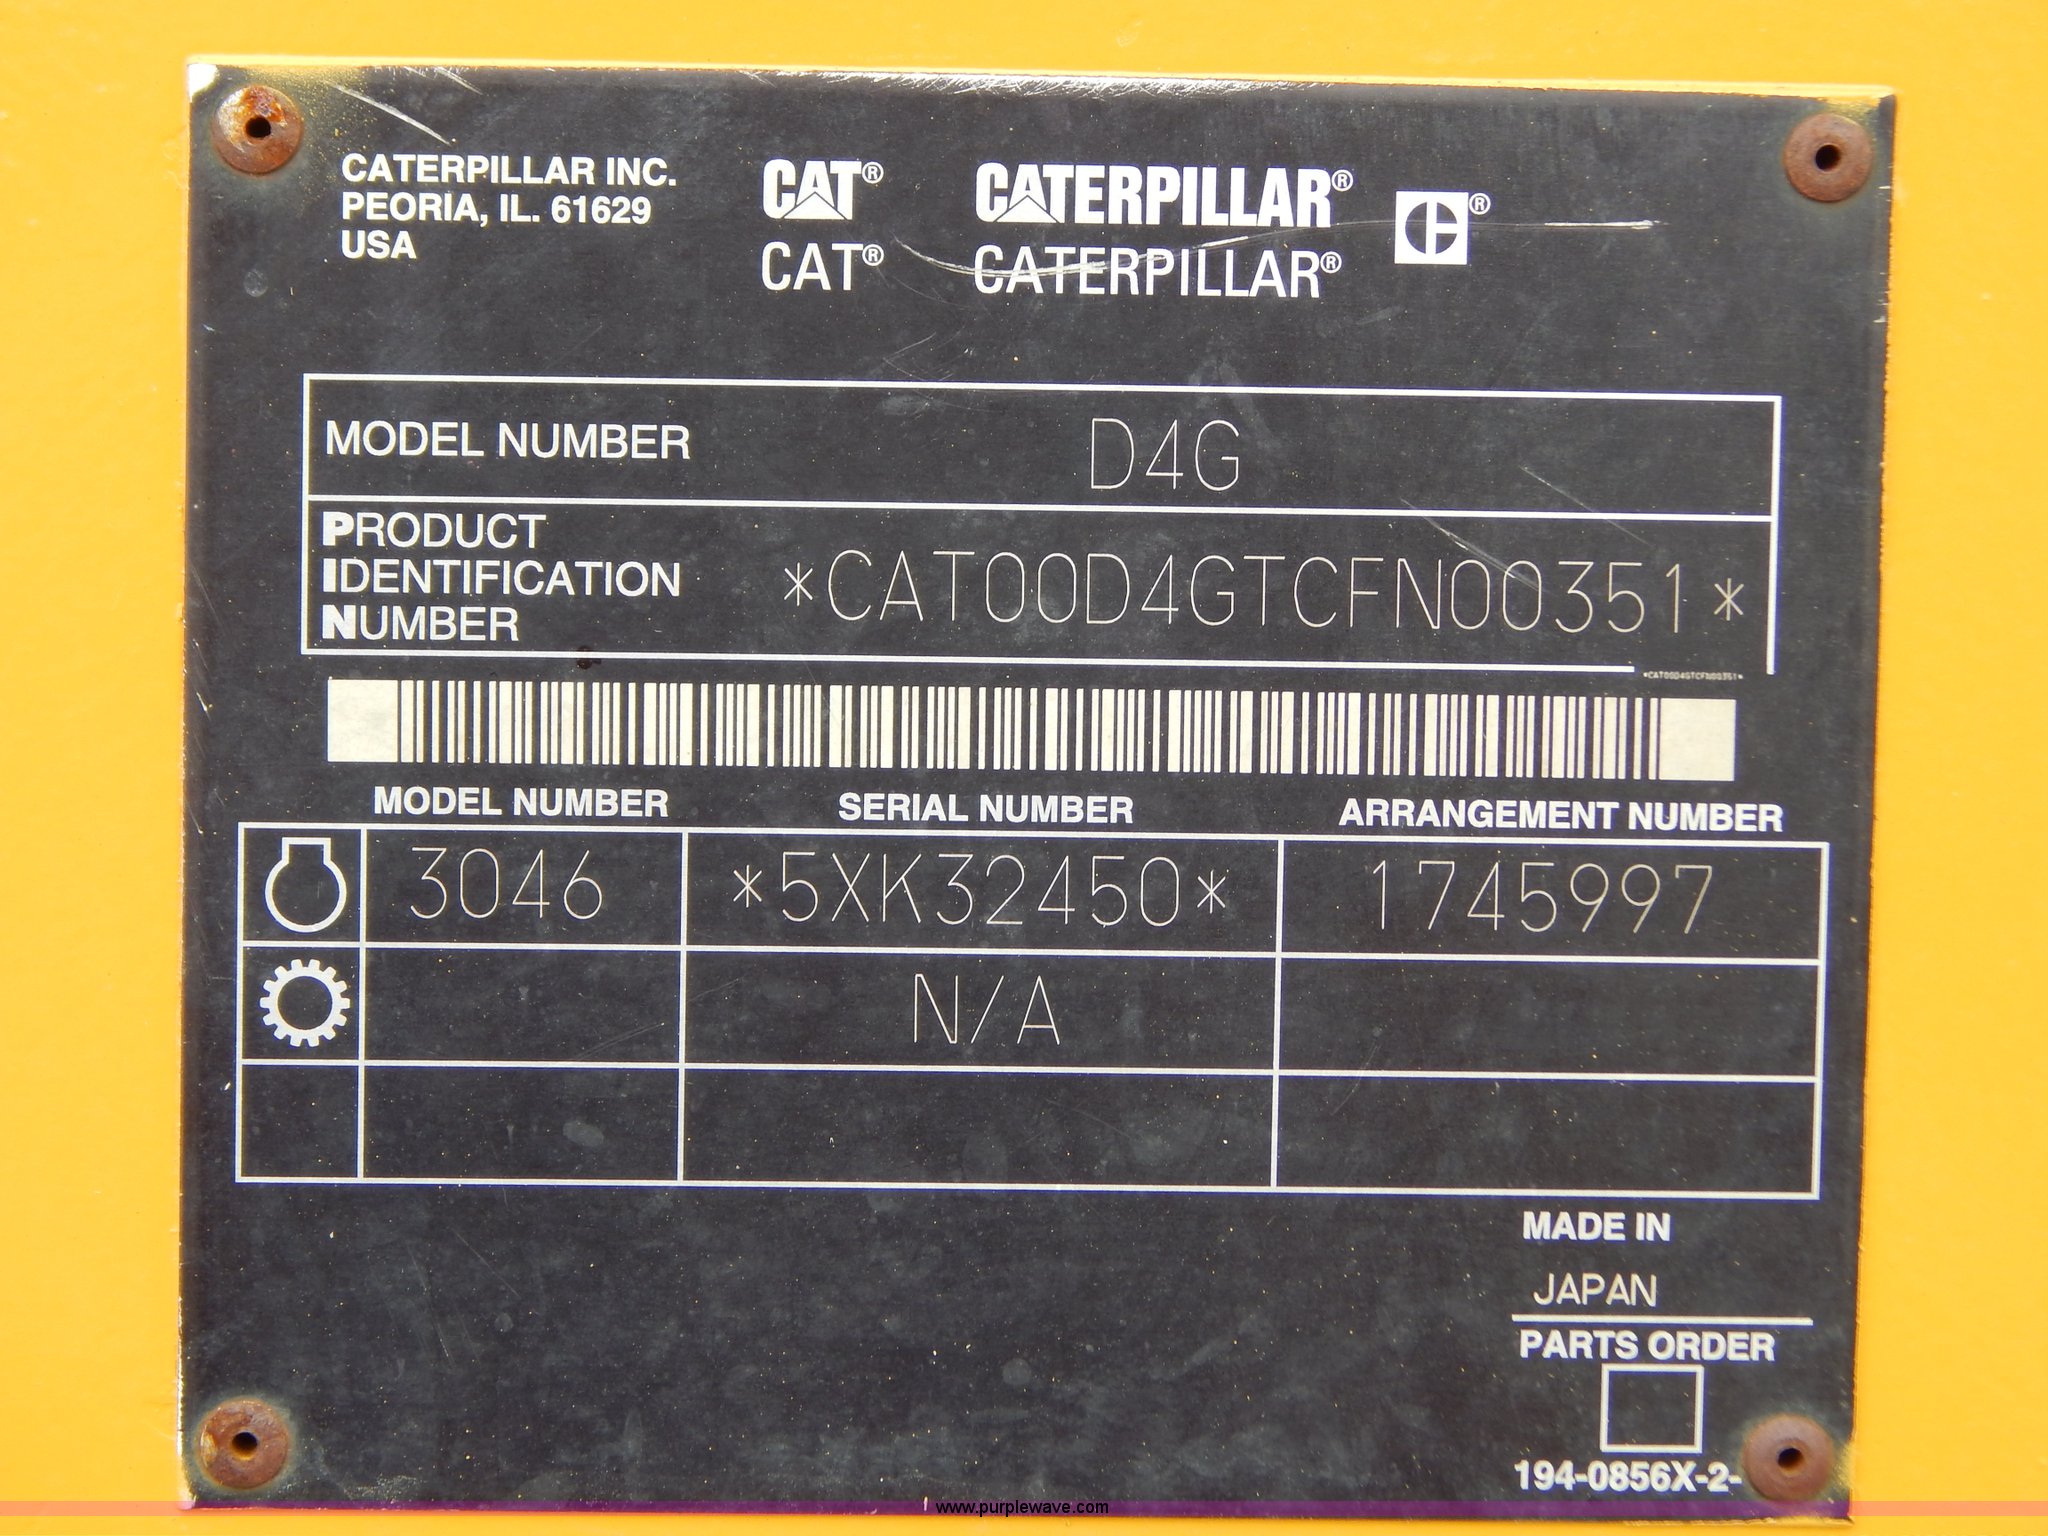 CATERPILLAR INC.
PEORIA, IL. 61629
USA
CAT® CATERPILLAR®
CAT® CATERPILLAR®
®
MODEL NUMBER D4G
PRODUCT
IDENTIFICATION
NUMBER
*CAT00D4GTCFN00351*
*CAT00D4GTCFN00351*
MODEL NUMBER SERIAL NUMBER ARRANGEMENT NUMBER
3046 *5XK32450* 1745997
N/A
MADE IN
JAPAN
PARTS ORDER
194-0856X-2-
www.purplewave.com